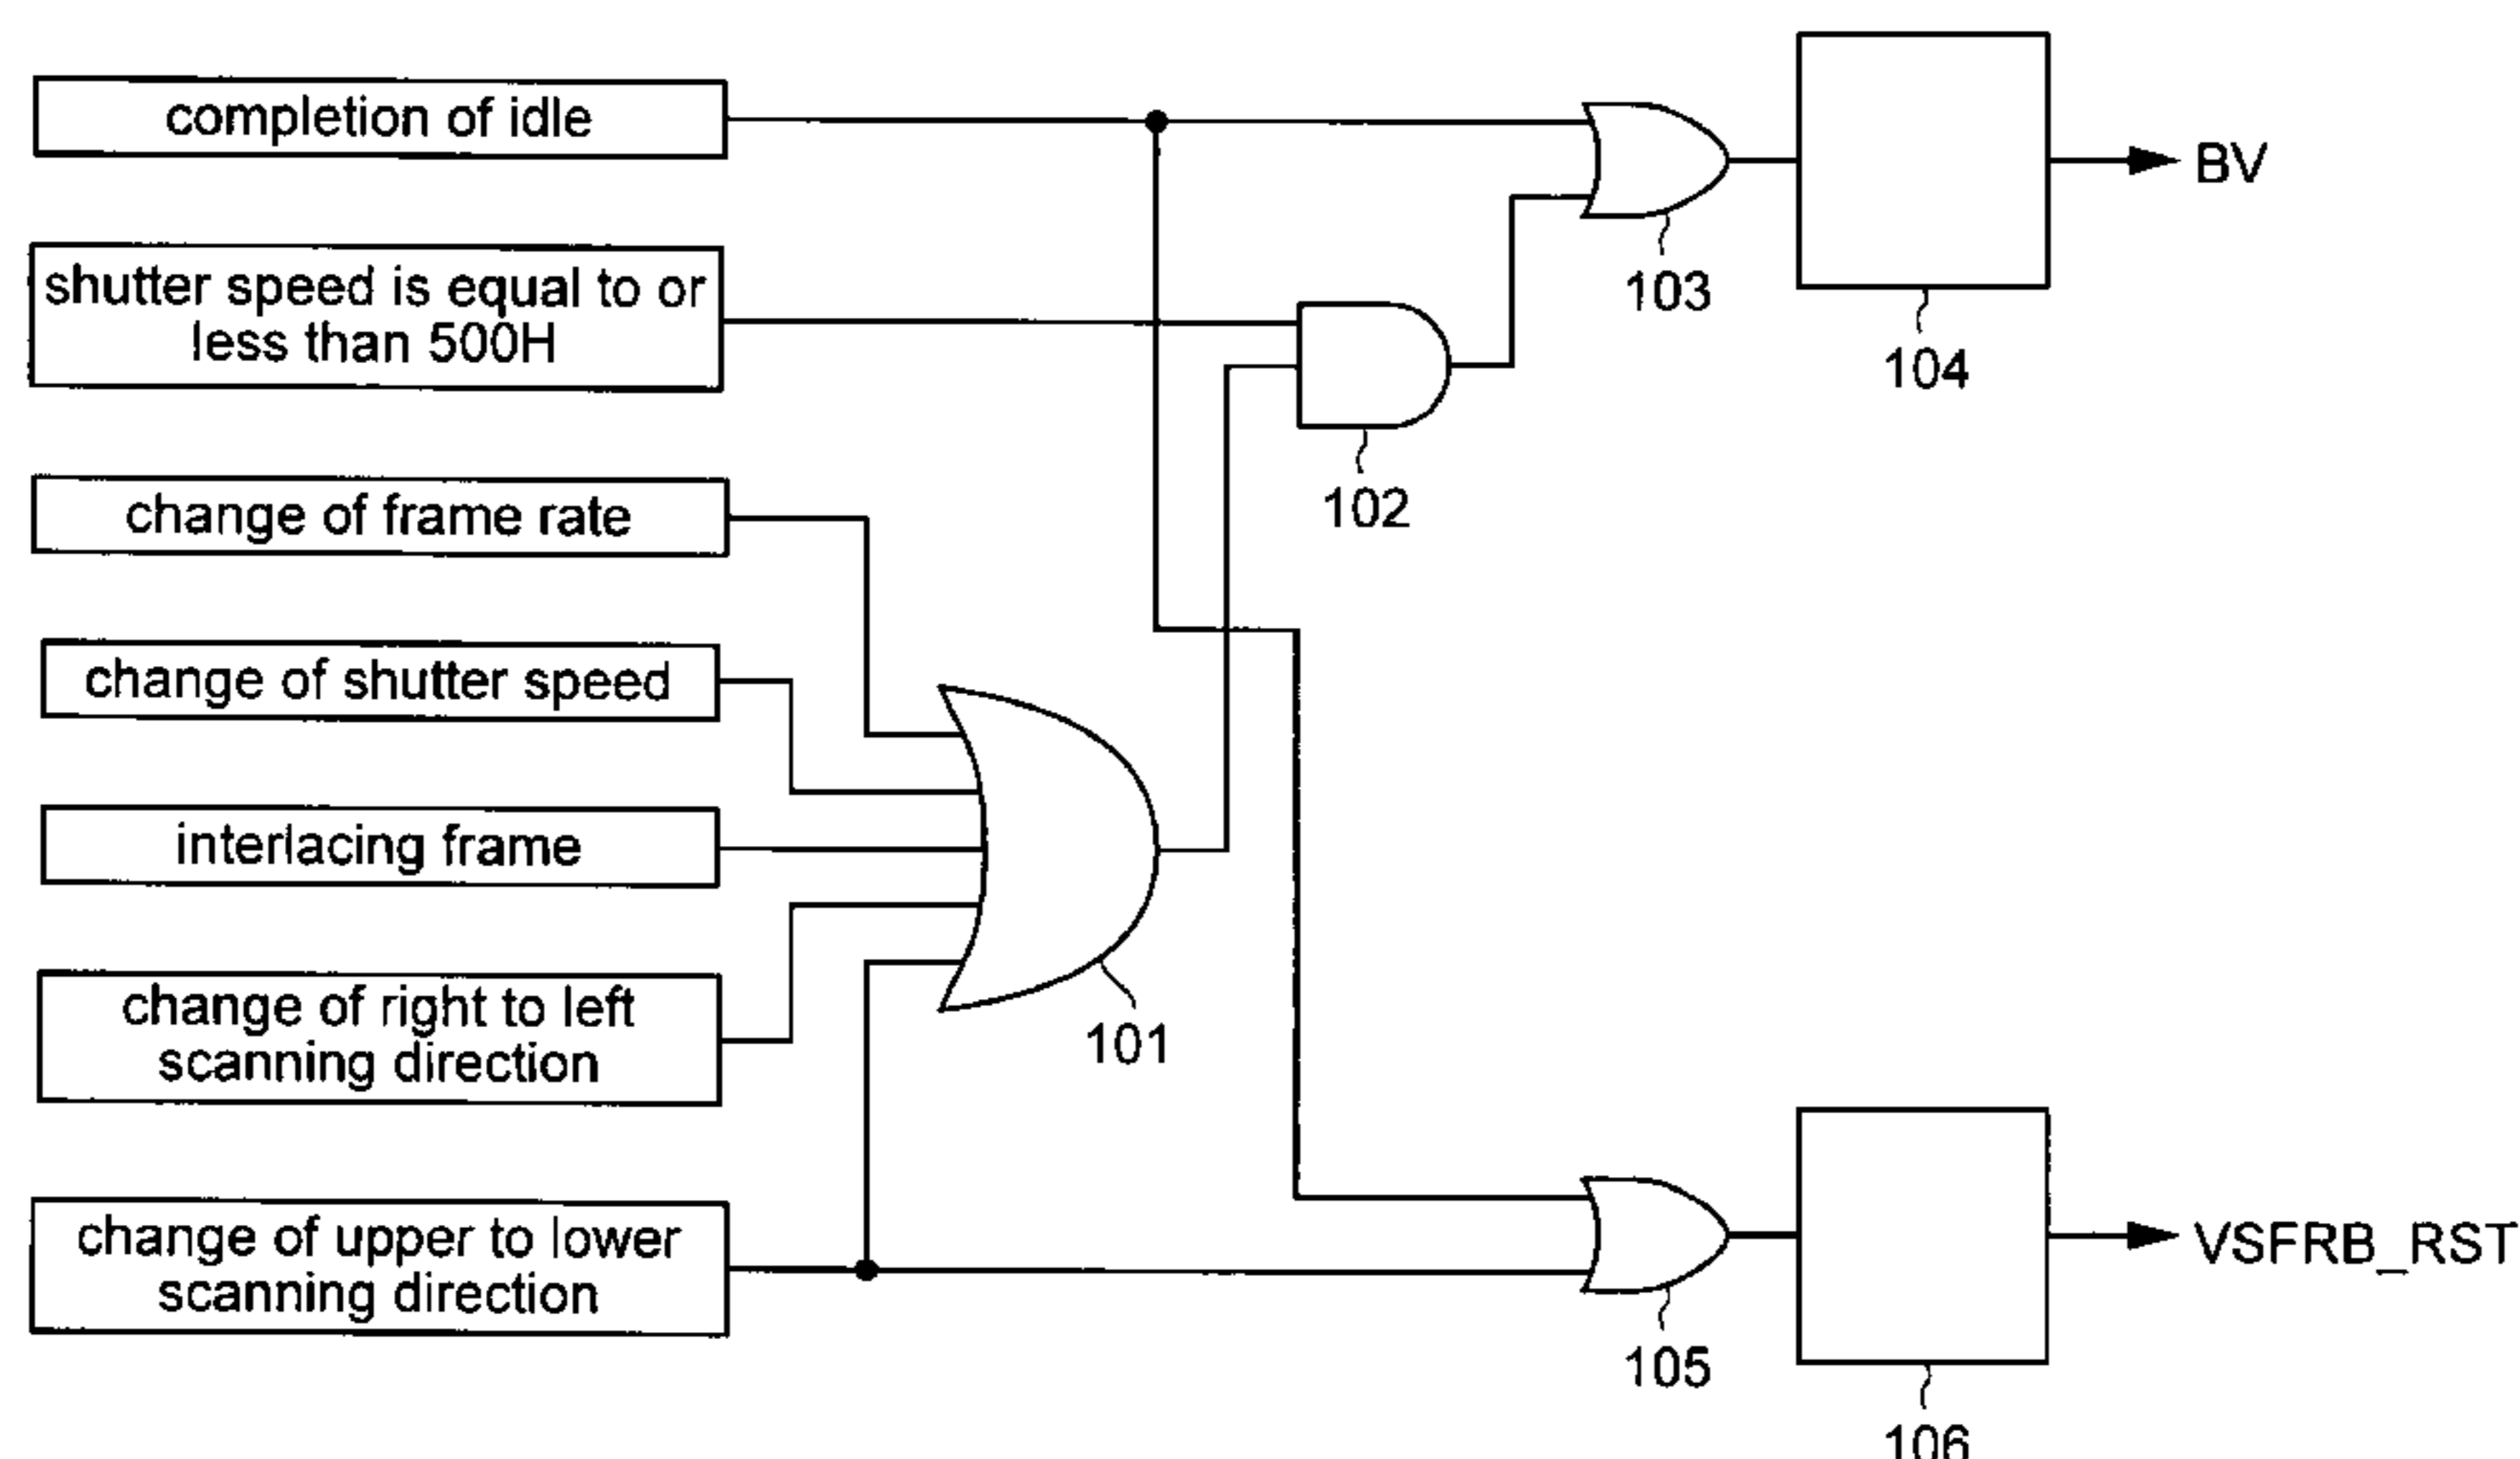 completion of idle
BV
shutter speed is equal to or
less than 500H
103
104
change of frame rate
102
change of shutter speed
interlacing frame
change of right to left
scanning direction
101
change of upper to lower
scanning direction
VSFRB_RST
105
106